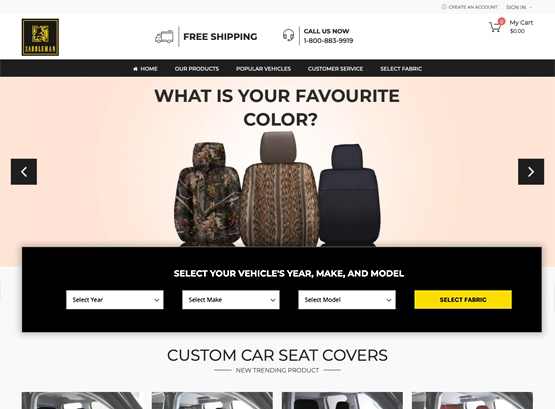 CREATE AN ACCOUNT
SIGN IN
SADDLEMAN
FREE SHIPPING
CALL US NOW
1-800-883-9919
0
My Cart
$0.00
HOME
OUR PRODUCTS
POPULAR VEHICLES
CUSTOMER SERVICE
SELECT FABRIC
WHAT IS YOUR FAVOURITE
COLOR?
SELECT YOUR VEHICLE'S YEAR, MAKE, AND MODEL
Select Year
Select Make
Select Model
SELECT FABRIC
CUSTOM CAR SEAT COVERS
NEW TRENDING PRODUCT